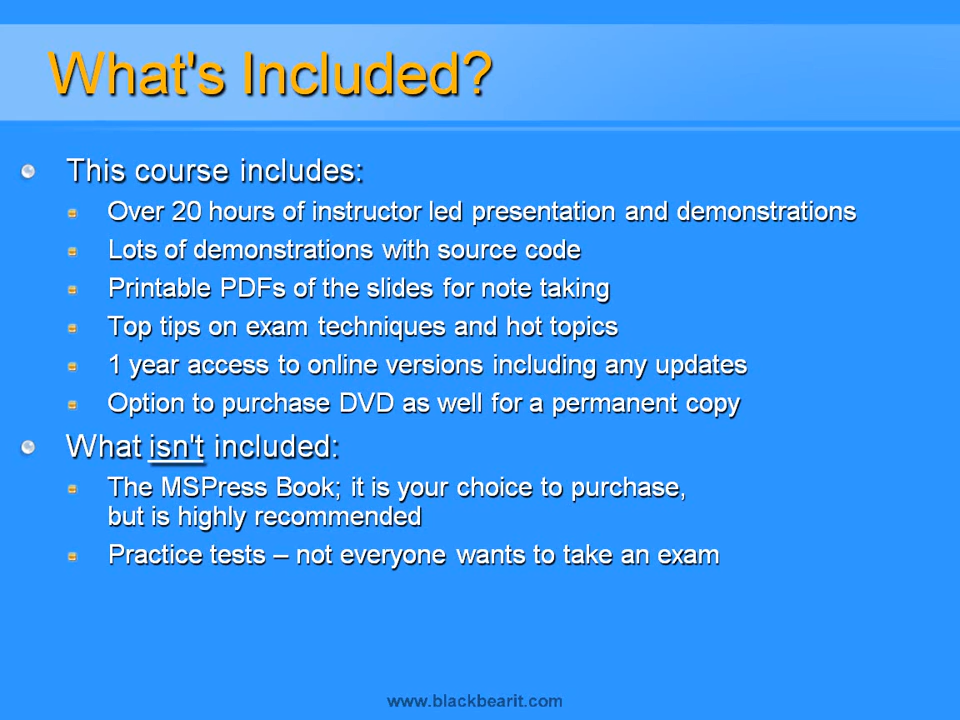 What's Included?
This course includes:
Over 20 hours of instructor led presentation and demonstrations
Lots of demonstrations with source code
Printable PDFs of the slides for note taking
Top tips on exam techniques and hot topics
1 year access to online versions including any updates
Option to purchase DVD as well for a permanent copy
What isn't included:
The MSPress Book; it is your choice to purchase,
but is highly recommended
Practice tests – not everyone wants to take an exam
www.blackbearit.com